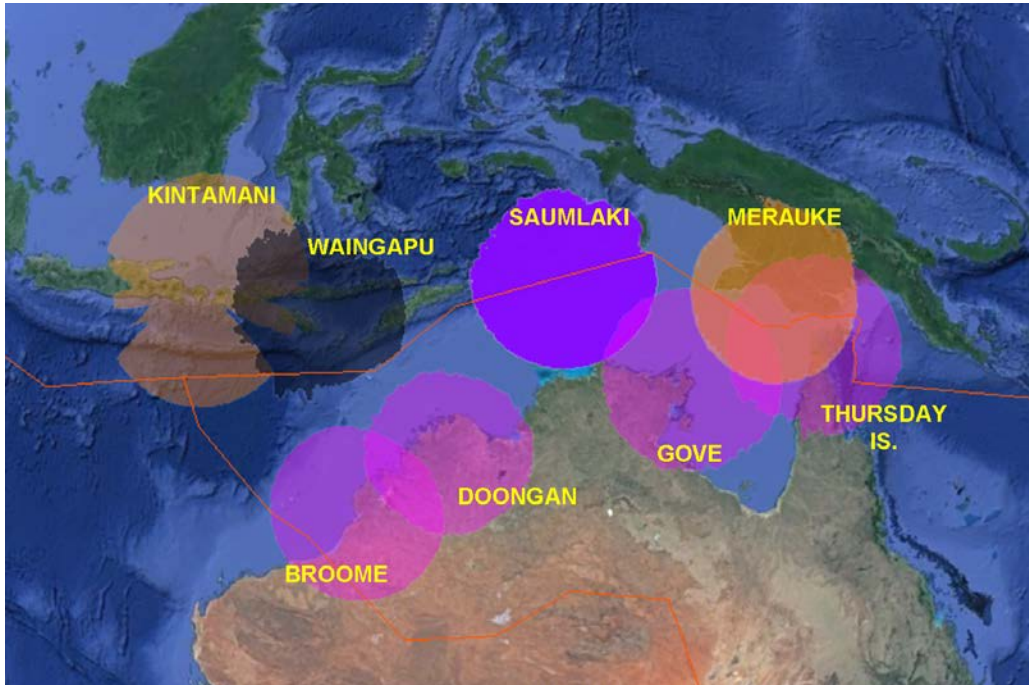 KINTAMANI
SAUMLAKI
MERAUKE
WAINGAPU
THURSDAY
IS.
GOVE
DOONGAN
BROOME